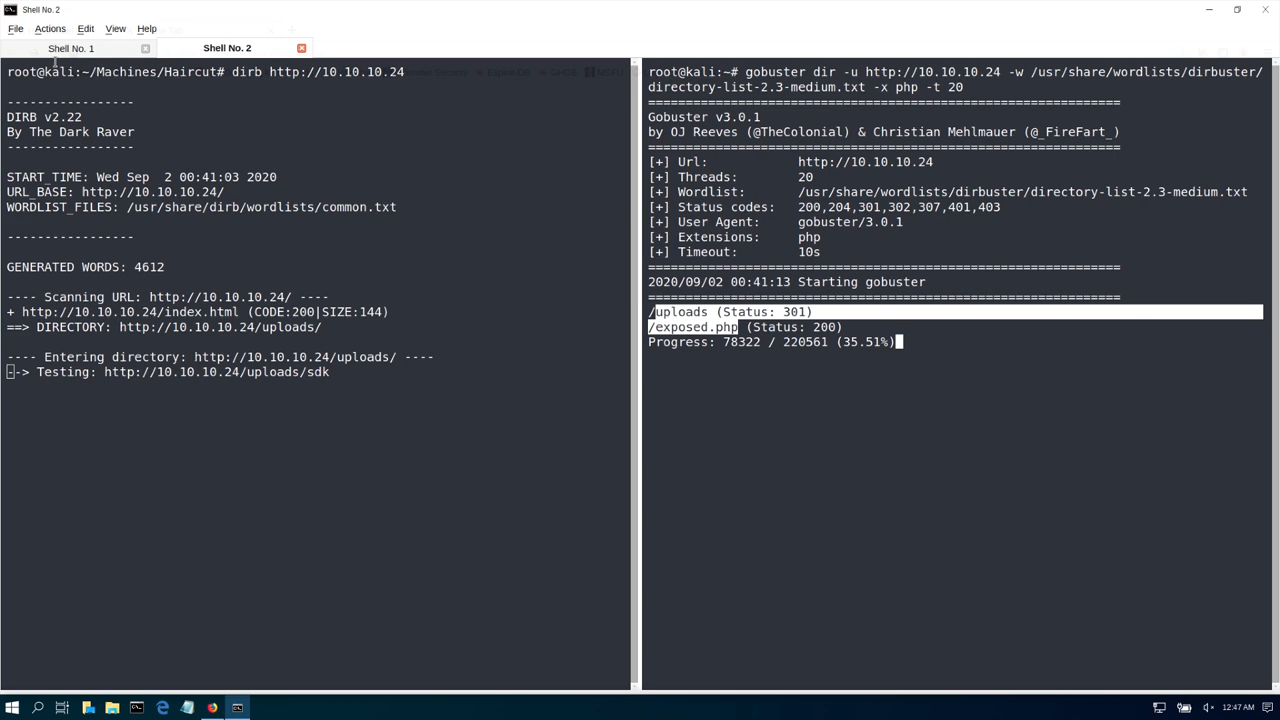 Shell No. 2
File Actions Edit View Help
Shell No. 1
Shell No. 2
root@kali:~/Machines/Haircut# dirb http://10.10.10.24
-----------------
DIRB v2.22
By The Dark Raver
-----------------
START_TIME: Wed Sep  2 00:41:03 2020
URL_BASE: http://10.10.10.24/
WORDLIST_FILES: /usr/share/dirb/wordlists/common.txt
-----------------
GENERATED WORDS: 4612
---- Scanning URL: http://10.10.10.24/ ----
+ http://10.10.10.24/index.html (CODE:200|SIZE:144)
==> DIRECTORY: http://10.10.10.24/uploads/
---- Entering directory: http://10.10.10.24/uploads/ ----
--> Testing: http://10.10.10.24/uploads/sdk
root@kali:~# gobuster dir -u http://10.10.10.24 -w /usr/share/wordlists/dirbuster/
directory-list-2.3-medium.txt -x php -t 20
===============================================================
Gobuster v3.0.1
by OJ Reeves (@TheColonial) & Christian Mehlmauer (@_FireFart_)
===============================================================
[+] Url:            http://10.10.10.24
[+] Threads:        20
[+] Wordlist:       /usr/share/wordlists/dirbuster/directory-list-2.3-medium.txt
[+] Status codes:   200,204,301,302,307,401,403
[+] User Agent:     gobuster/3.0.1
[+] Extensions:     php
[+] Timeout:        10s
===============================================================
2020/09/02 00:41:13 Starting gobuster
===============================================================
/uploads (Status: 301)
/exposed.php (Status: 200)
Progress: 78322 / 220561 (35.51%)
12:47 AM